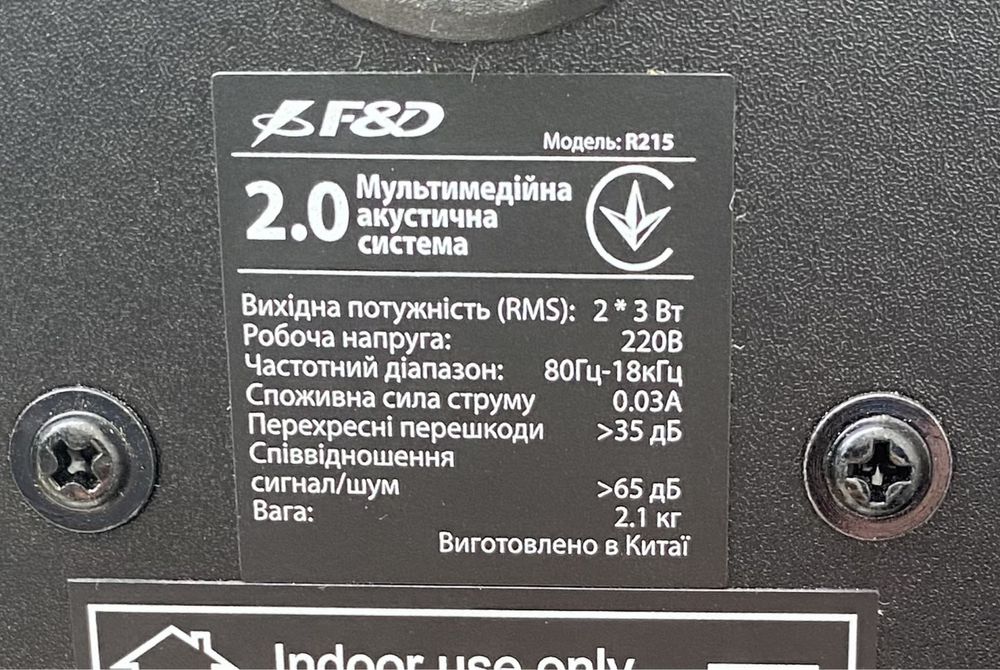 F&D
Модель: R215
2.0 Мультимедійна
акустична
система
Вихідна потужність (RMS): 2 * 3 Вт
Робоча напруга: 220В
Частотний діапазон: 80Гц-18кГц
Споживна сила струму 0.03А
Перехресні перешкоди >35 дБ
Співвідношення
сигнал/шум >65 дБ
Вага: 2.1 кг
Виготовлено в Китаї
Indoor use only